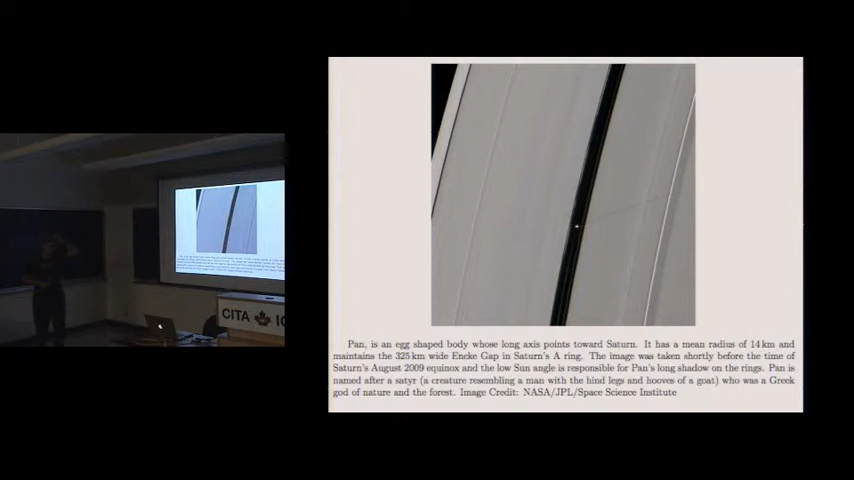 CITA
Pan, is an egg shaped body whose long axis points toward Saturn. It has a mean radius of 14 km and
maintains the 325 km wide Encke Gap in Saturn's A ring. The image was taken shortly before the time of
Saturn's August 2009 equinox and the low Sun angle is responsible for Pan's long shadow on the rings. Pan is
named after a satyr (a creature resembling a man with the hind legs and hooves of a goat) who was a Greek
god of nature and the forest. Image Credit: NASA/JPL/Space Science Institute